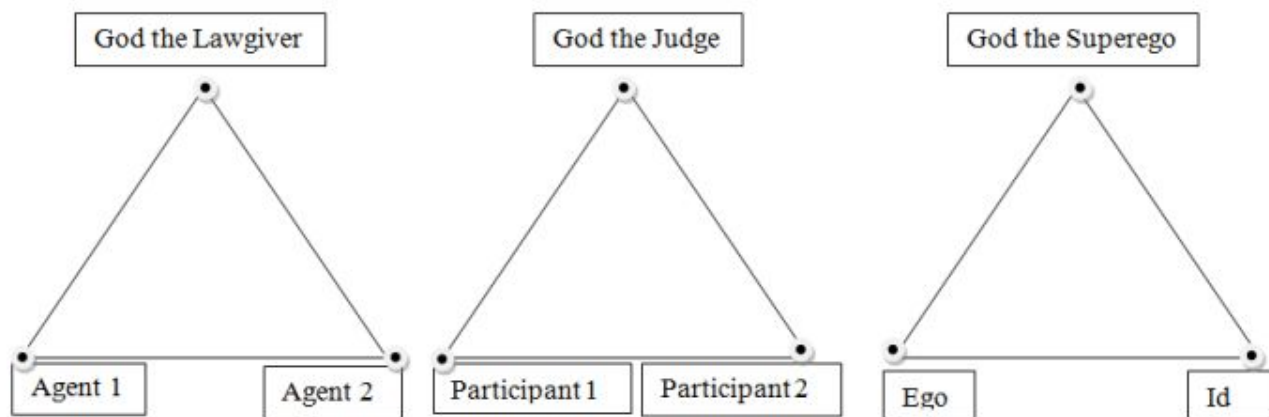 God the Lawgiver
God the Judge
God the Superego
Agent 1
Agent 2
Participant 1
Participant 2
Ego
Id